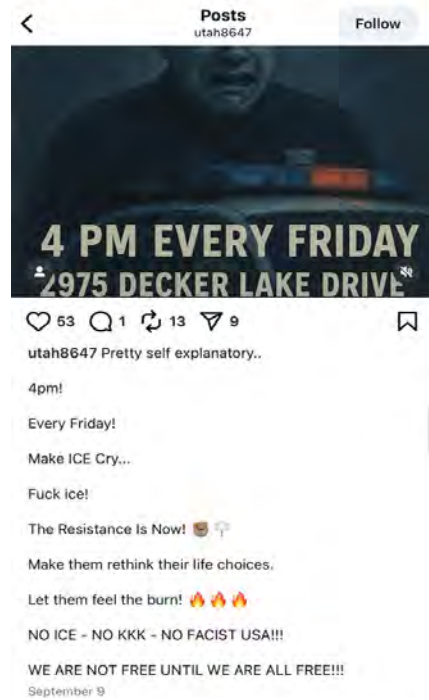 Posts
utah8647
Follow
4 PM EVERY FRIDAY
2975 DECKER LAKE DRIVE
53 1 13 9
utah8647 Pretty self explanatory..
4pm!
Every Friday!
Make ICE Cry...
Fuck ice!
The Resistance Is Now! ✊🏾 🌩️
Make them rethink their life choices.
Let them feel the burn! 🔥🔥🔥
NO ICE - NO KKK - NO FACIST USA!!!
WE ARE NOT FREE UNTIL WE ARE ALL FREE!!!
September 9